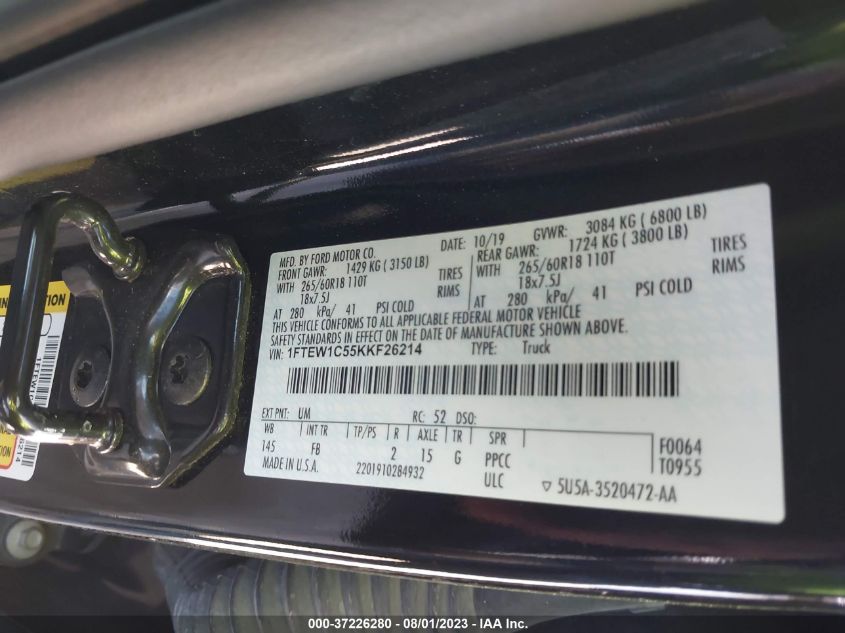 MFD. BY FORD MOTOR CO.
DATE: 10/19 GVWR: 3084 KG ( 6800 LB)
FRONT GAWR: 1429 KG ( 3150 LB)
REAR GAWR: 1724 KG ( 3800 LB)
WITH 265/60R18 110T TIRES
WITH 265/60R18 110T TIRES
18x7.5J RIMS
18x7.5J RIMS
AT 280 kPa/ 41 PSI COLD
AT 280 kPa/ 41 PSI COLD
THIS VEHICLE CONFORMS TO ALL APPLICABLE FEDERAL MOTOR VEHICLE
SAFETY STANDARDS IN EFFECT ON THE DATE OF MANUFACTURE SHOWN ABOVE.
VIN: 1FTEW1C55KKF26214 TYPE: Truck
EXT PNT: UM RC: 52 DSO:
WB INT TR TP/PS R AXLE TR SPR
145 FB 2 15 G PPCC
F0064
T0955
MADE IN U.S.A. 2201910284932 ULC
▽ 5U5A-3520472-AA
1FTEW1C
6214
000-37226280 - 08/01/2023 - IAA Inc.